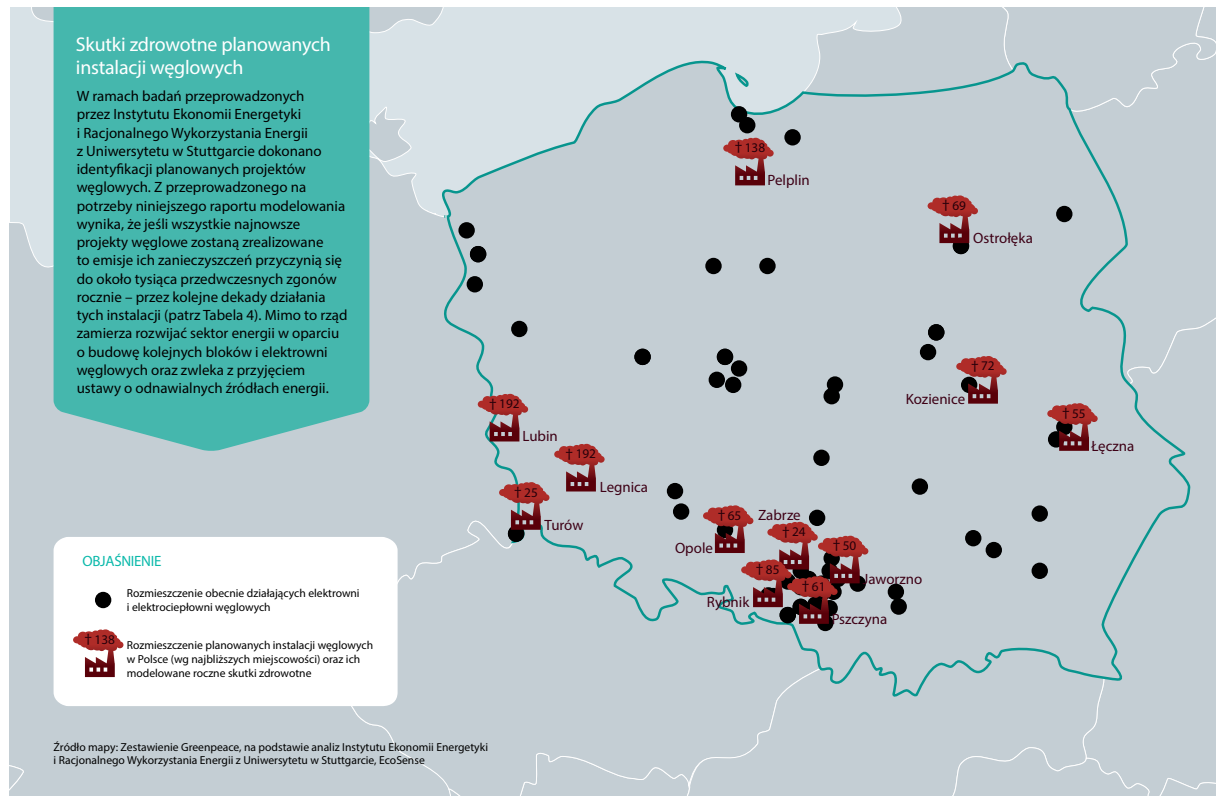 Skutki zdrowotne planowanych
instalacji węglowych
W ramach badań przeprowadzonych
przez Instytutu Ekonomii Energetyki
i Racjonalnego Wykorzystania Energii
z Uniwersytetu w Stuttgarcie dokonano
identyfikacji planowanych projektów
węglowych. Z przeprowadzonego na
potrzeby niniejszego raportu modelowania
wynika, że jeśli wszystkie najnowsze
projekty węglowe zostaną zrealizowane
to emisje ich zanieczyszczeń przyczynią się
do około tysiąca przedwczesnych zgonów
rocznie – przez kolejne dekady działania
tych instalacji (patrz Tabela 4). Mimo to rząd
zamierza rozwijać sektor energii w oparciu
o budowę kolejnych bloków i elektrowni
węglowych oraz zwleka z przyjęciem
ustawy o odnawialnych źródłach energii.
†138
Pelplin
†69
Ostrołęka
†72
Kozienice
†55
Łęczna
†192
Lubin
†192
Legnica
†25
Turów
†65
Opole
Zabrze
†24
†50
Jaworzno
†85
Rybnik
†61
Pszczyna
OBJAŚNIENIE
Rozmieszczenie obecnie działających elektrowni
i elektrociepłowni węglowych
†138
Rozmieszczenie planowanych instalacji węglowych
w Polsce (wg najbliższych miejscowości) oraz ich
modelowane roczne skutki zdrowotne
Źródło mapy: Zestawienie Greenpeace, na podstawie analiz Instytutu Ekonomii Energetyki
i Racjonalnego Wykorzystania Energii z Uniwersytetu w Stuttgarcie, EcoSense